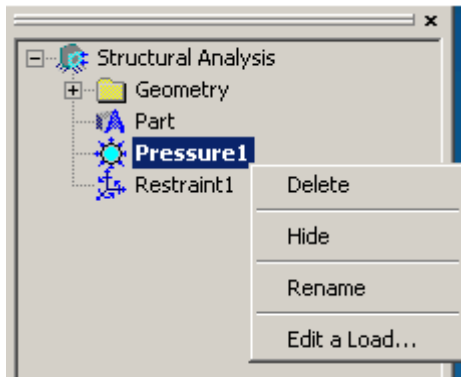 Structural Analysis
Geometry
Part
Pressure1
Restraint1
Delete
Hide
Rename
Edit a Load...